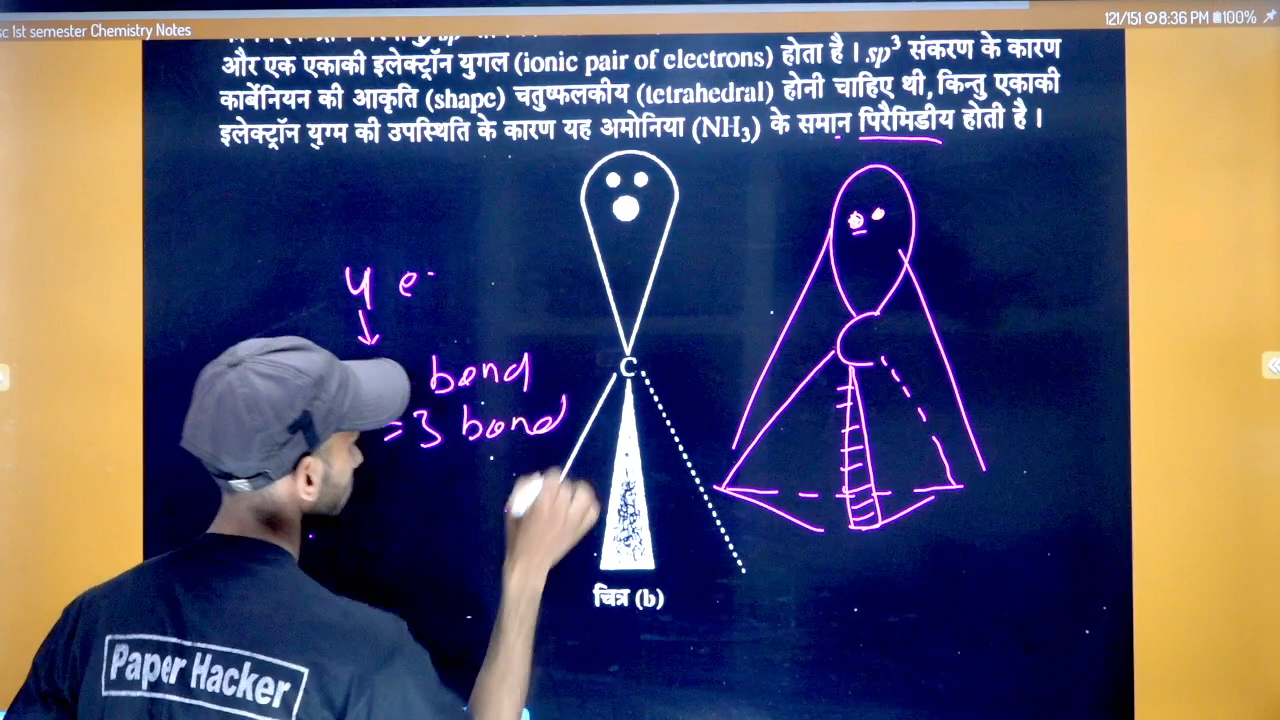 sc 1st semester Chemistry Notes
121/151 8:36 PM 100%
और एक एकाकी इलेक्ट्रॉन युगल (ionic pair of electrons) होता है । sp³ संकरण के कारण
कार्बेनियन की आकृति (shape) चतुष्फलकीय (tetrahedral) होनी चाहिए थी, किन्तु एकाकी
इलेक्ट्रॉन युग्म की उपस्थिति के कारण यह अमोनिया (NH₃) के समान पिरैमिडीय होती है ।
4 e-
bond
= 3 bond
C
चित्र (b)
Paper Hacker